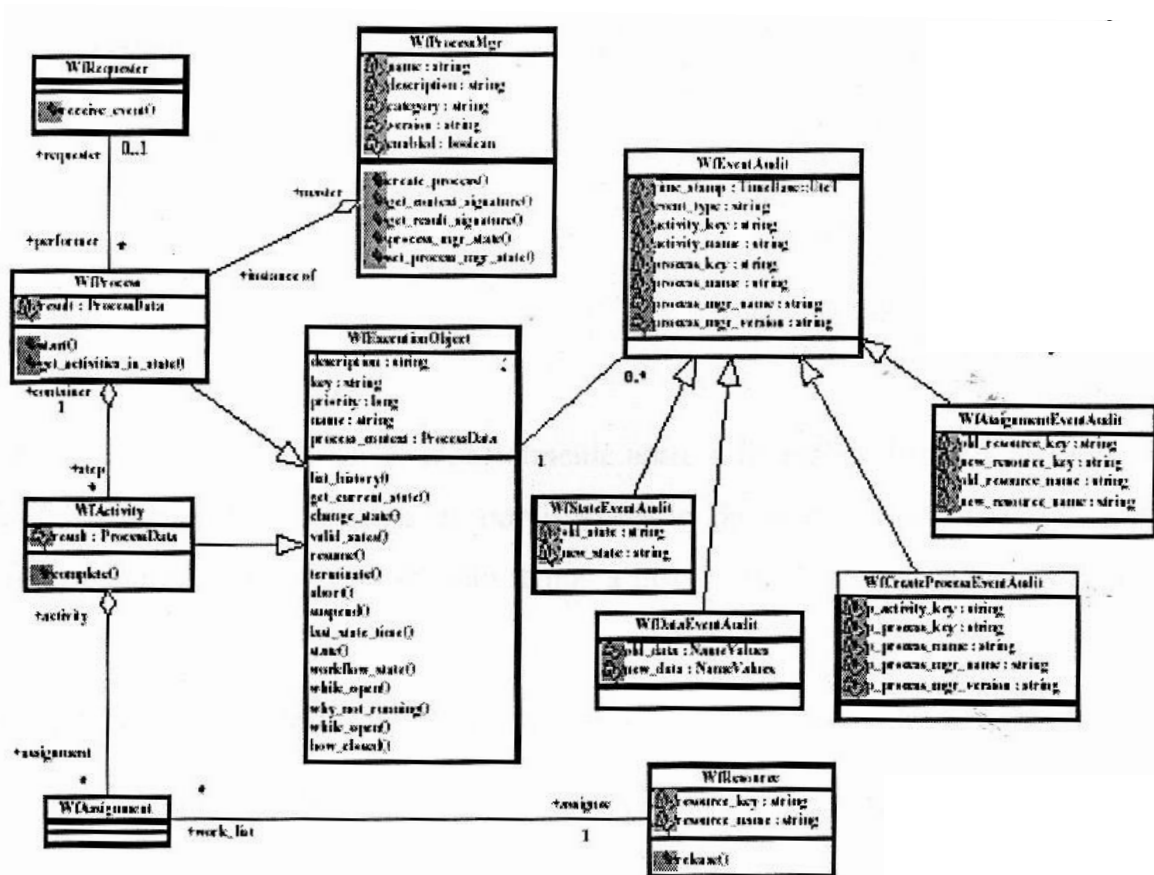 WfRequester
receive_event()
+requester
0..1
+performer
*
WfProcessMgr
name : string
description : string
category : string
version : string
enabled : boolean
create_process()
get_context_signature()
get_result_signature()
process_mgr_state()
set_process_mgr_state()
+master
+instance of
WfProcess
result : ProcessData
start()
get_activities_in_state()
+container
1
+step
*
WfActivity
result : ProcessData
complete()
+activity
+assignment
*
WfAssignment
*
+work_list
+assignee
1
WfResource
resource_key : string
resource_name : string
release()
WfExecutionObject
description : string
key : string
priority : long
name : string
process_context : ProcessData
list_history()
get_current_state()
change_state()
valid_sates()
resume()
terminate()
abort()
suspend()
last_state_time()
state()
workflow_state()
while_open()
why_not_running()
while_open()
how_closed()
1
0..*
WfEventAudit
time_stamp : TimeBase::UtcT
event_type : string
activity_key : string
activity_name : string
process_key : string
process_name : string
process_mgr_name : string
process_mgr_version : string
WfStateEventAudit
old_state : string
new_state : string
WfDataEventAudit
old_data : NameValues
new_data : NameValues
WfCreateProcessEventAudit
p_activity_key : string
p_process_key : string
p_process_name : string
p_process_mgr_name : string
p_process_mgr_version : string
WfAssignmentEventAudit
old_resource_key : string
new_resource_key : string
old_resource_name : string
new_resource_name : string